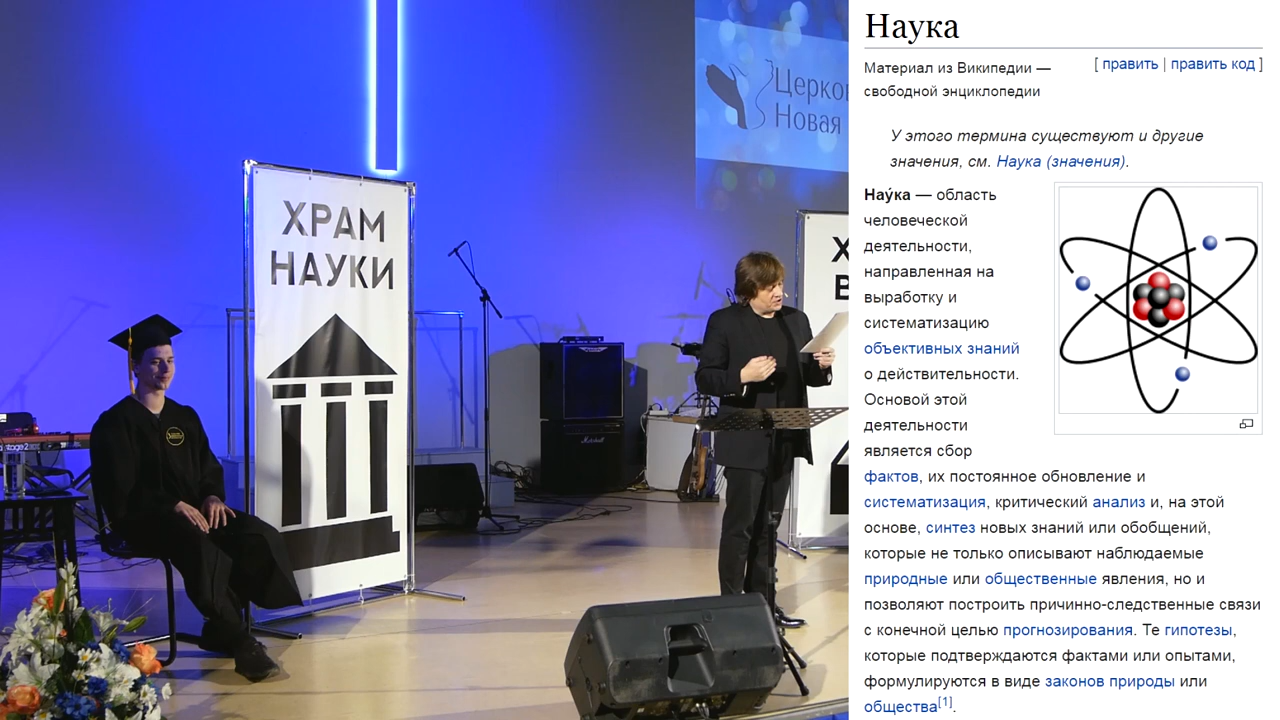 Церко
Новая
ХРАМ
НАУКИ
Х
В
Marshall
stage 2
Наука
Материал из Википедии —
свободной энциклопедии
[ править | править код ]
У этого термина существуют и другие
значения, см. Наука (значения).
Нау́ка — область
человеческой
деятельности,
направленная на
выработку и
систематизацию
объективных знаний
о действительности.
Основой этой
деятельности
является сбор
фактов, их постоянное обновление и
систематизация, критический анализ и, на этой
основе, синтез новых знаний или обобщений,
которые не только описывают наблюдаемые
природные или общественные явления, но и
позволяют построить причинно-следственные связи
с конечной целью прогнозирования. Те гипотезы,
которые подтверждаются фактами или опытами,
формулируются в виде законов природы или
общества[1].